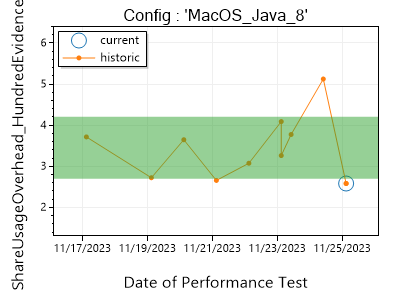 Config : 'MacOS_Java_8'
current
historic
ShareUsageOverhead_HundredEvidence
6
5
4
3
2
11/17/2023
11/19/2023
11/21/2023
11/23/2023
11/25/2023
Date of Performance Test